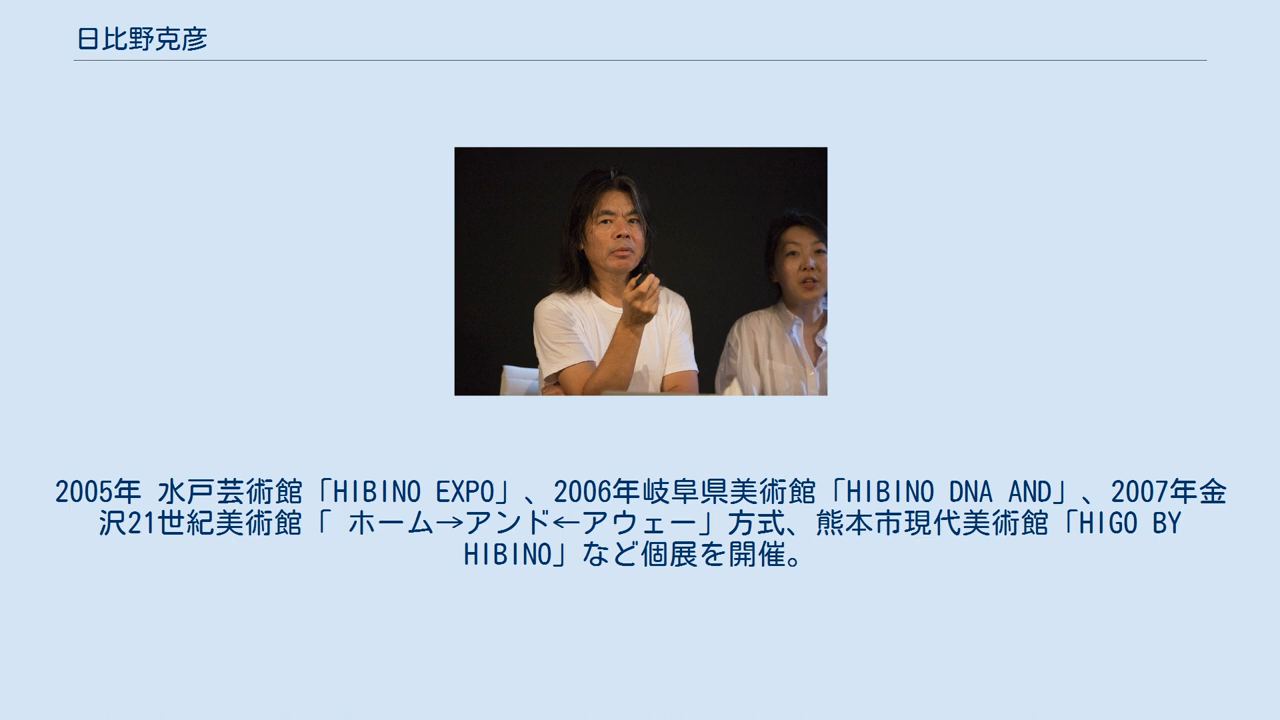 日比野克彦
2005年 水戸芸術館「HIBINO EXPO」、2006年岐阜県美術館「HIBINO DNA AND」、2007年金
沢21世紀美術館「 ホーム→アンド←アウェー」方式、熊本市現代美術館「HIGO BY
HIBINO」など個展を開催。